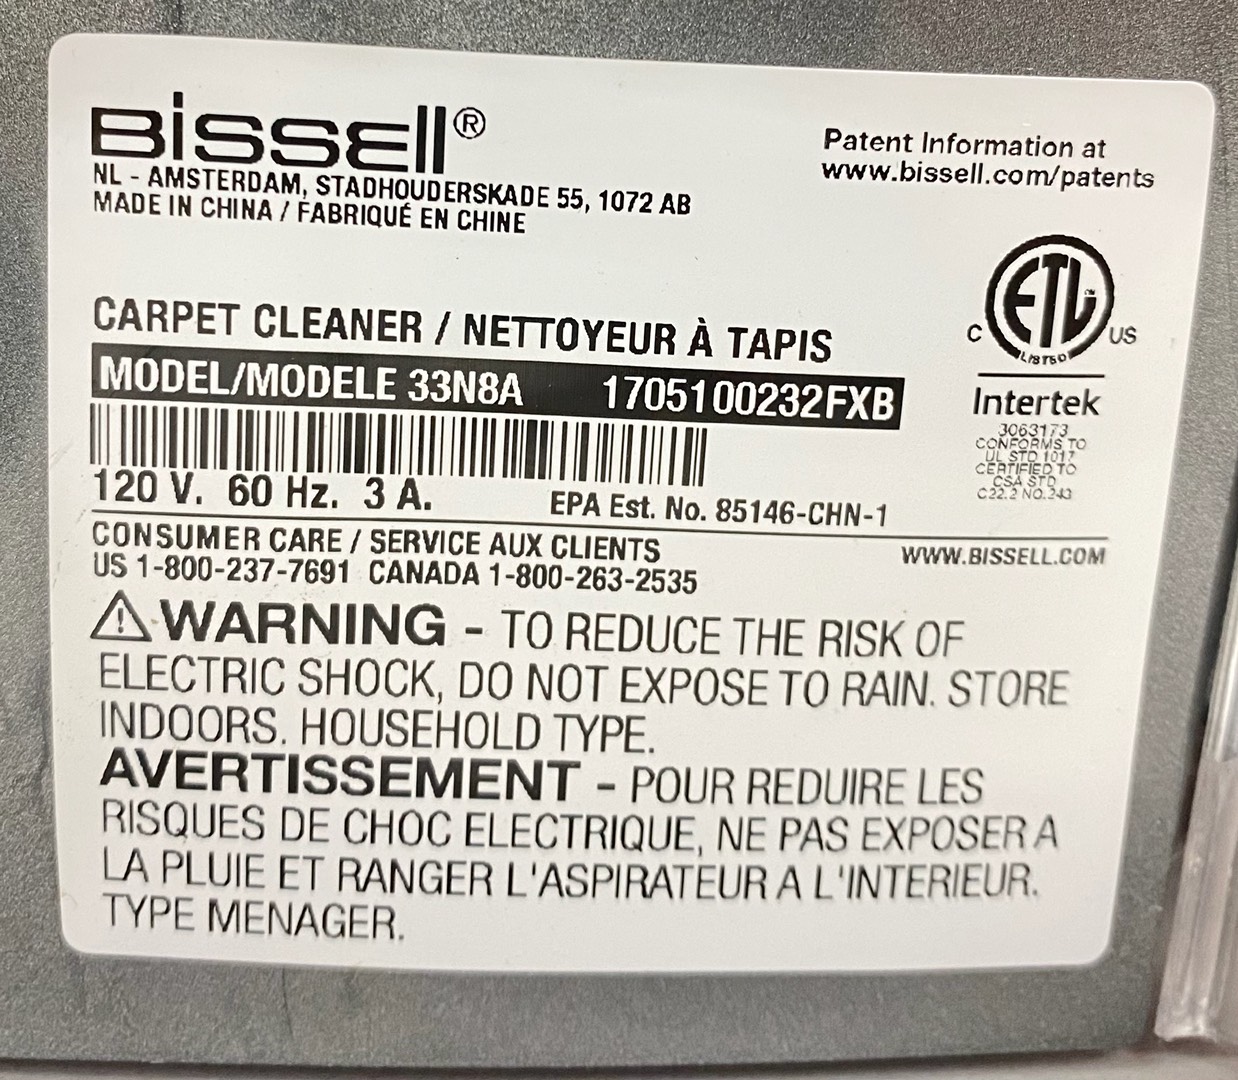 BISSELL®
NL - AMSTERDAM, STADHOUDERSKADE 55, 1072 AB
MADE IN CHINA / FABRIQUÉ EN CHINE
Patent Information at
www.bissell.com/patents
CARPET CLEANER / NETTOYEUR À TAPIS
MODEL/MODELE 33N8A 1705100232FXB
120 V. 60 Hz. 3 A. EPA Est. No. 85146-CHN-1
C ETL US
LISTED
Intertek
3063173
CONFORMS TO
UL STD 1017
CERTIFIED TO
CSA STD
C22.2 NO.243
CONSUMER CARE / SERVICE AUX CLIENTS
US 1-800-237-7691 CANADA 1-800-263-2535
WWW.BISSELL.COM
⚠WARNING - TO REDUCE THE RISK OF
ELECTRIC SHOCK, DO NOT EXPOSE TO RAIN. STORE
INDOORS. HOUSEHOLD TYPE.
AVERTISSEMENT - POUR REDUIRE LES
RISQUES DE CHOC ELECTRIQUE, NE PAS EXPOSER A
LA PLUIE ET RANGER L'ASPIRATEUR A L'INTERIEUR.
TYPE MENAGER.